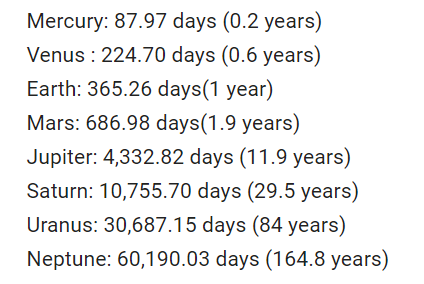 Mercury: 87.97 days (0.2 years)
Venus : 224.70 days (0.6 years)
Earth: 365.26 days(1 year)
Mars: 686.98 days(1.9 years)
Jupiter: 4,332.82 days (11.9 years)
Saturn: 10,755.70 days (29.5 years)
Uranus: 30,687.15 days (84 years)
Neptune: 60,190.03 days (164.8 years)